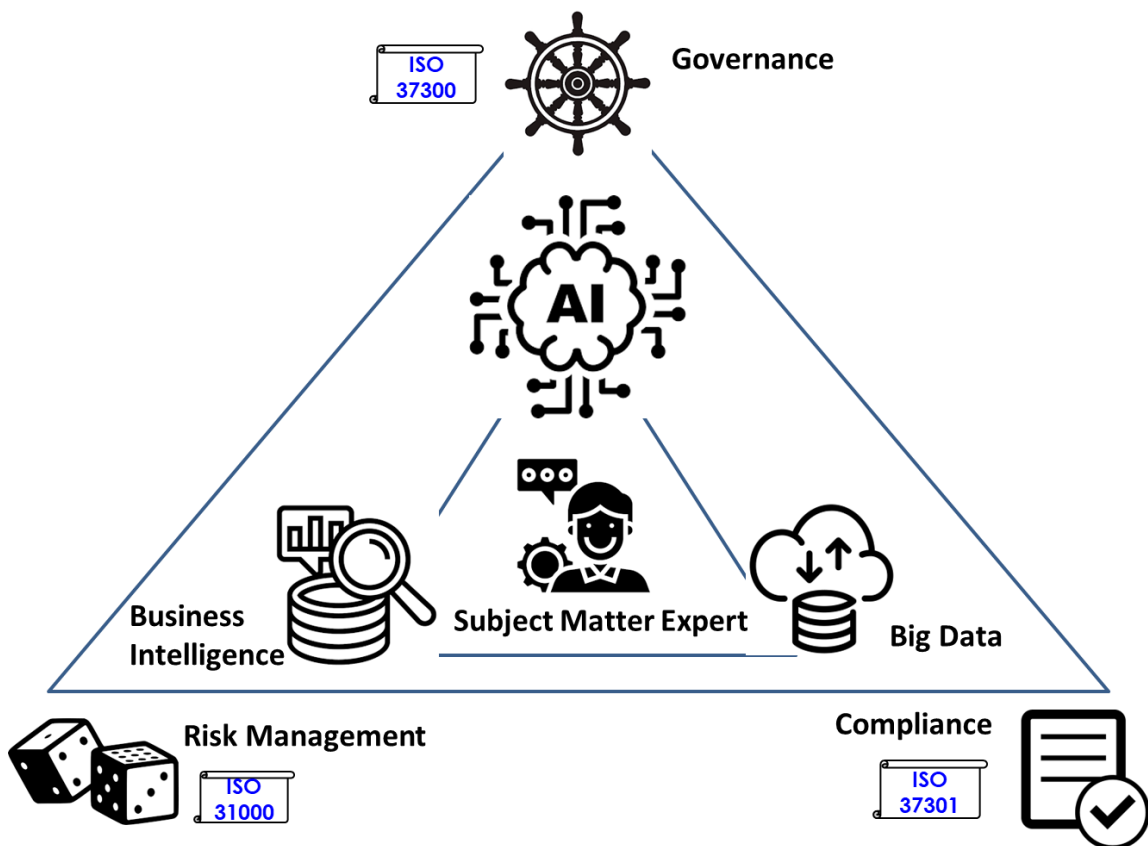 ISO
37300
Governance
AI
Business
Intelligence
Subject Matter Expert
Big Data
Risk Management
ISO
31000
Compliance
ISO
37301